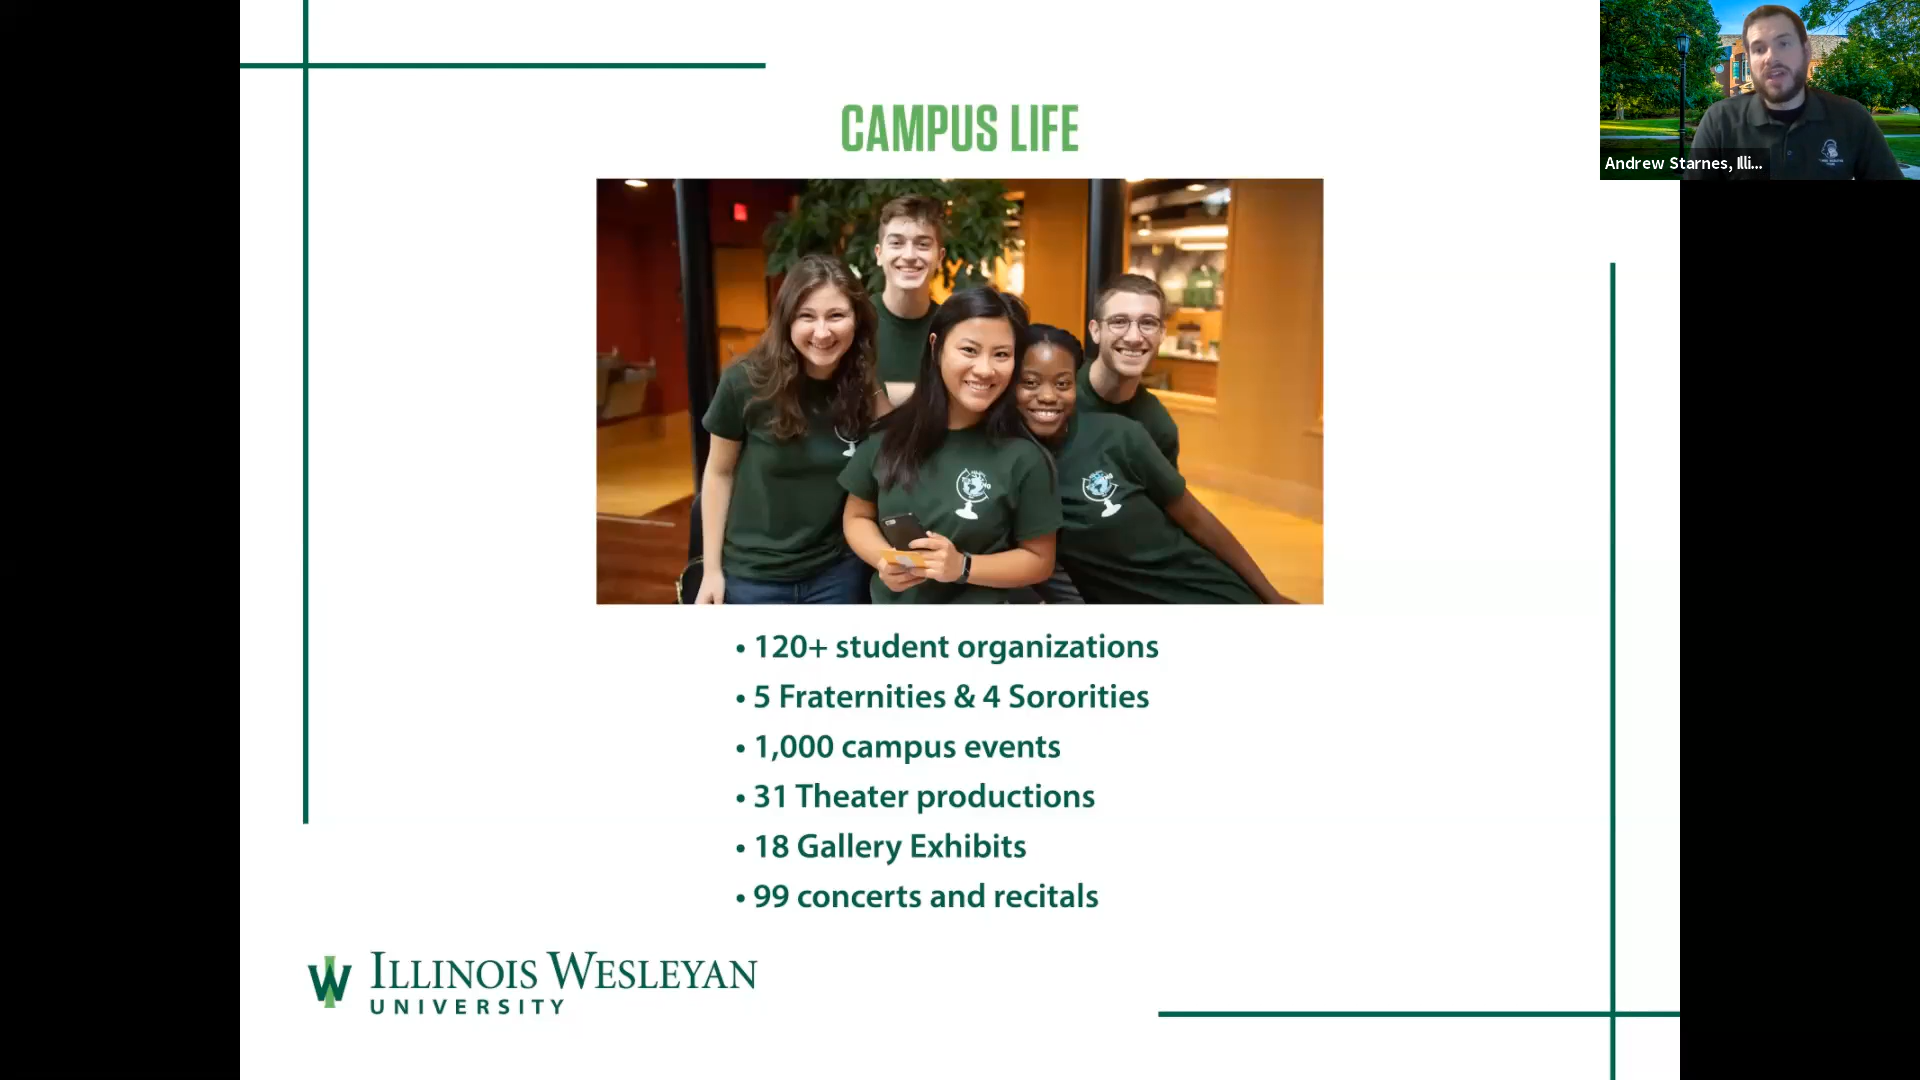 CAMPUS LIFE
Andrew Starnes, Illi...
• 120+ student organizations
• 5 Fraternities & 4 Sororities
• 1,000 campus events
• 31 Theater productions
• 18 Gallery Exhibits
• 99 concerts and recitals
ILLINOIS WESLEYAN
UNIVERSITY